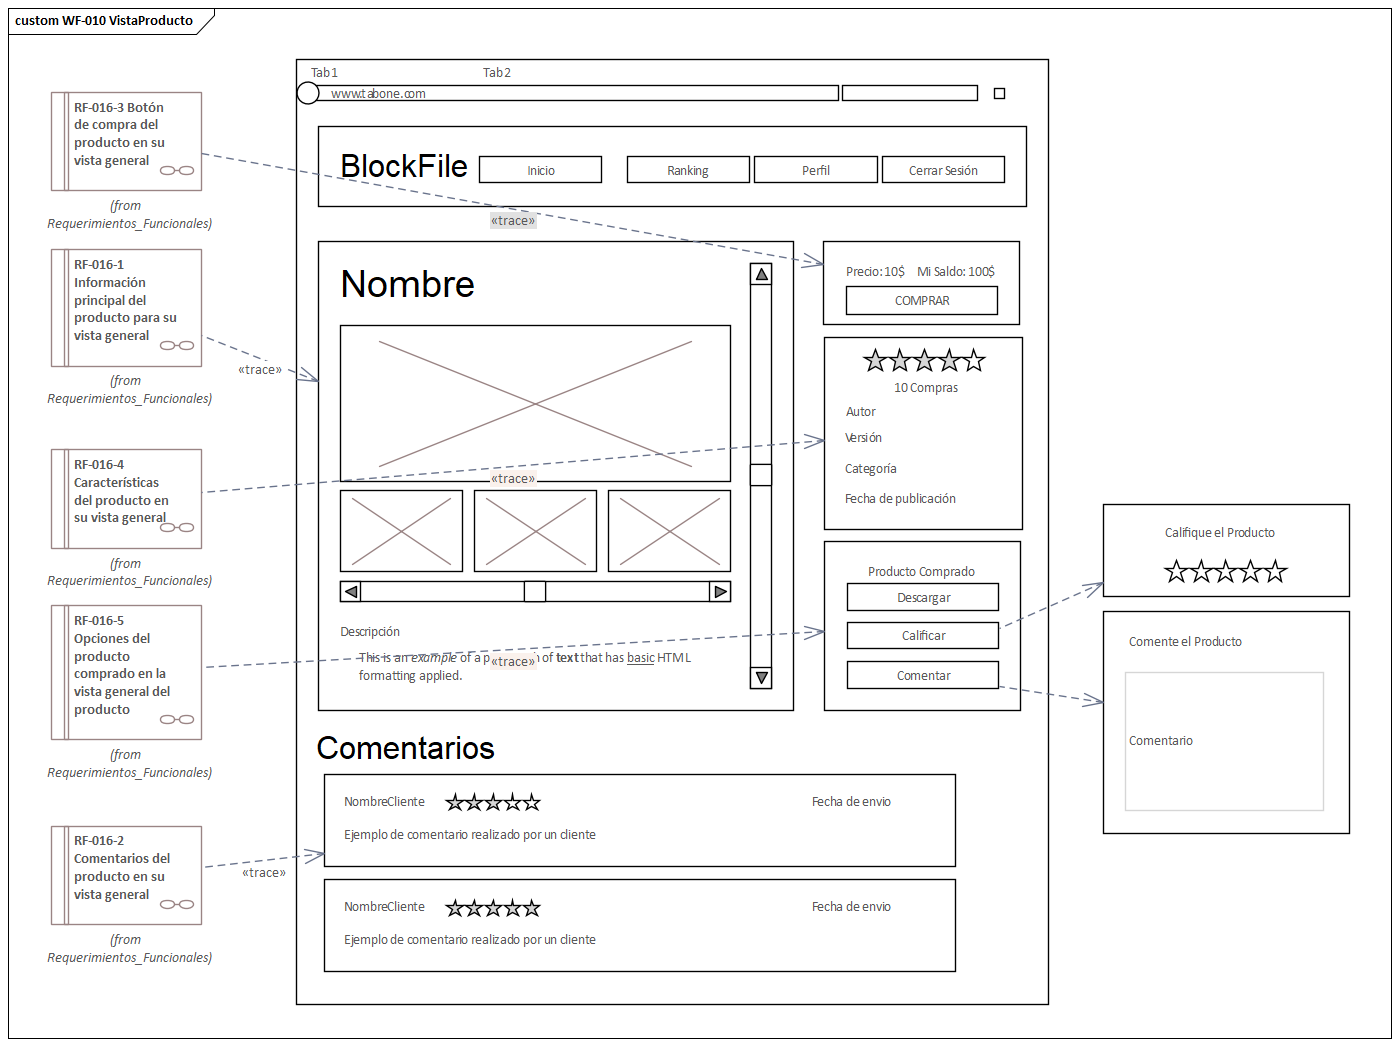 custom WF-010 VistaProducto
RF-016-3 Botón
de compra del
producto en su
vista general
(from
Requerimientos_Funcionales)
RF-016-1
Información
principal del
producto para su
vista general
(from
Requerimientos_Funcionales)
RF-016-4
Características
del producto en
su vista general
(from
Requerimientos_Funcionales)
RF-016-5
Opciones del
producto
comprado en la
vista general del
producto
(from
Requerimientos_Funcionales)
RF-016-2
Comentarios del
producto en su
vista general
(from
Requerimientos_Funcionales)
«trace»
«trace»
«trace»
«trace»
«trace»
Tab1
Tab2
www.tabone.com
BlockFile
Inicio
Ranking
Perfil
Cerrar Sesión
Nombre
Descripción
This is an example of a p n of text that has basic HTML
formatting applied.
Precio: 10$ Mi Saldo: 100$
COMPRAR
10 Compras
Autor
Versión
Categoría
Fecha de publicación
Producto Comprado
Descargar
Calificar
Comentar
Califique el Producto
Comente el Producto
Comentario
Comentarios
NombreCliente
Fecha de envio
Ejemplo de comentario realizado por un cliente
NombreCliente
Fecha de envio
Ejemplo de comentario realizado por un cliente